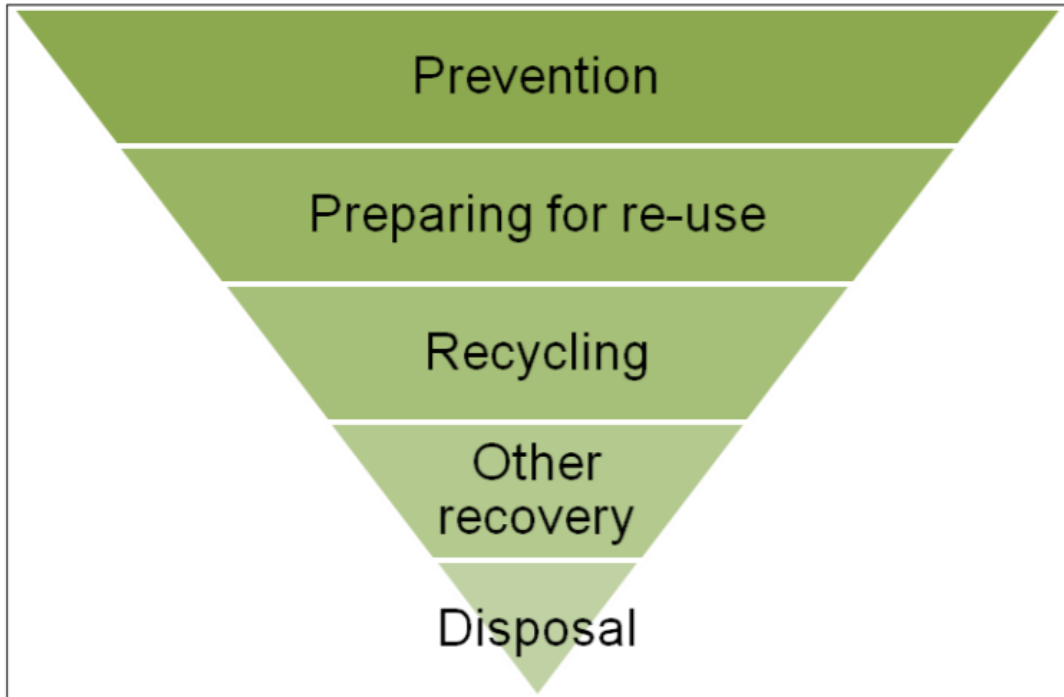 Prevention
Preparing for re-use
Recycling
Other
recovery
Disposal